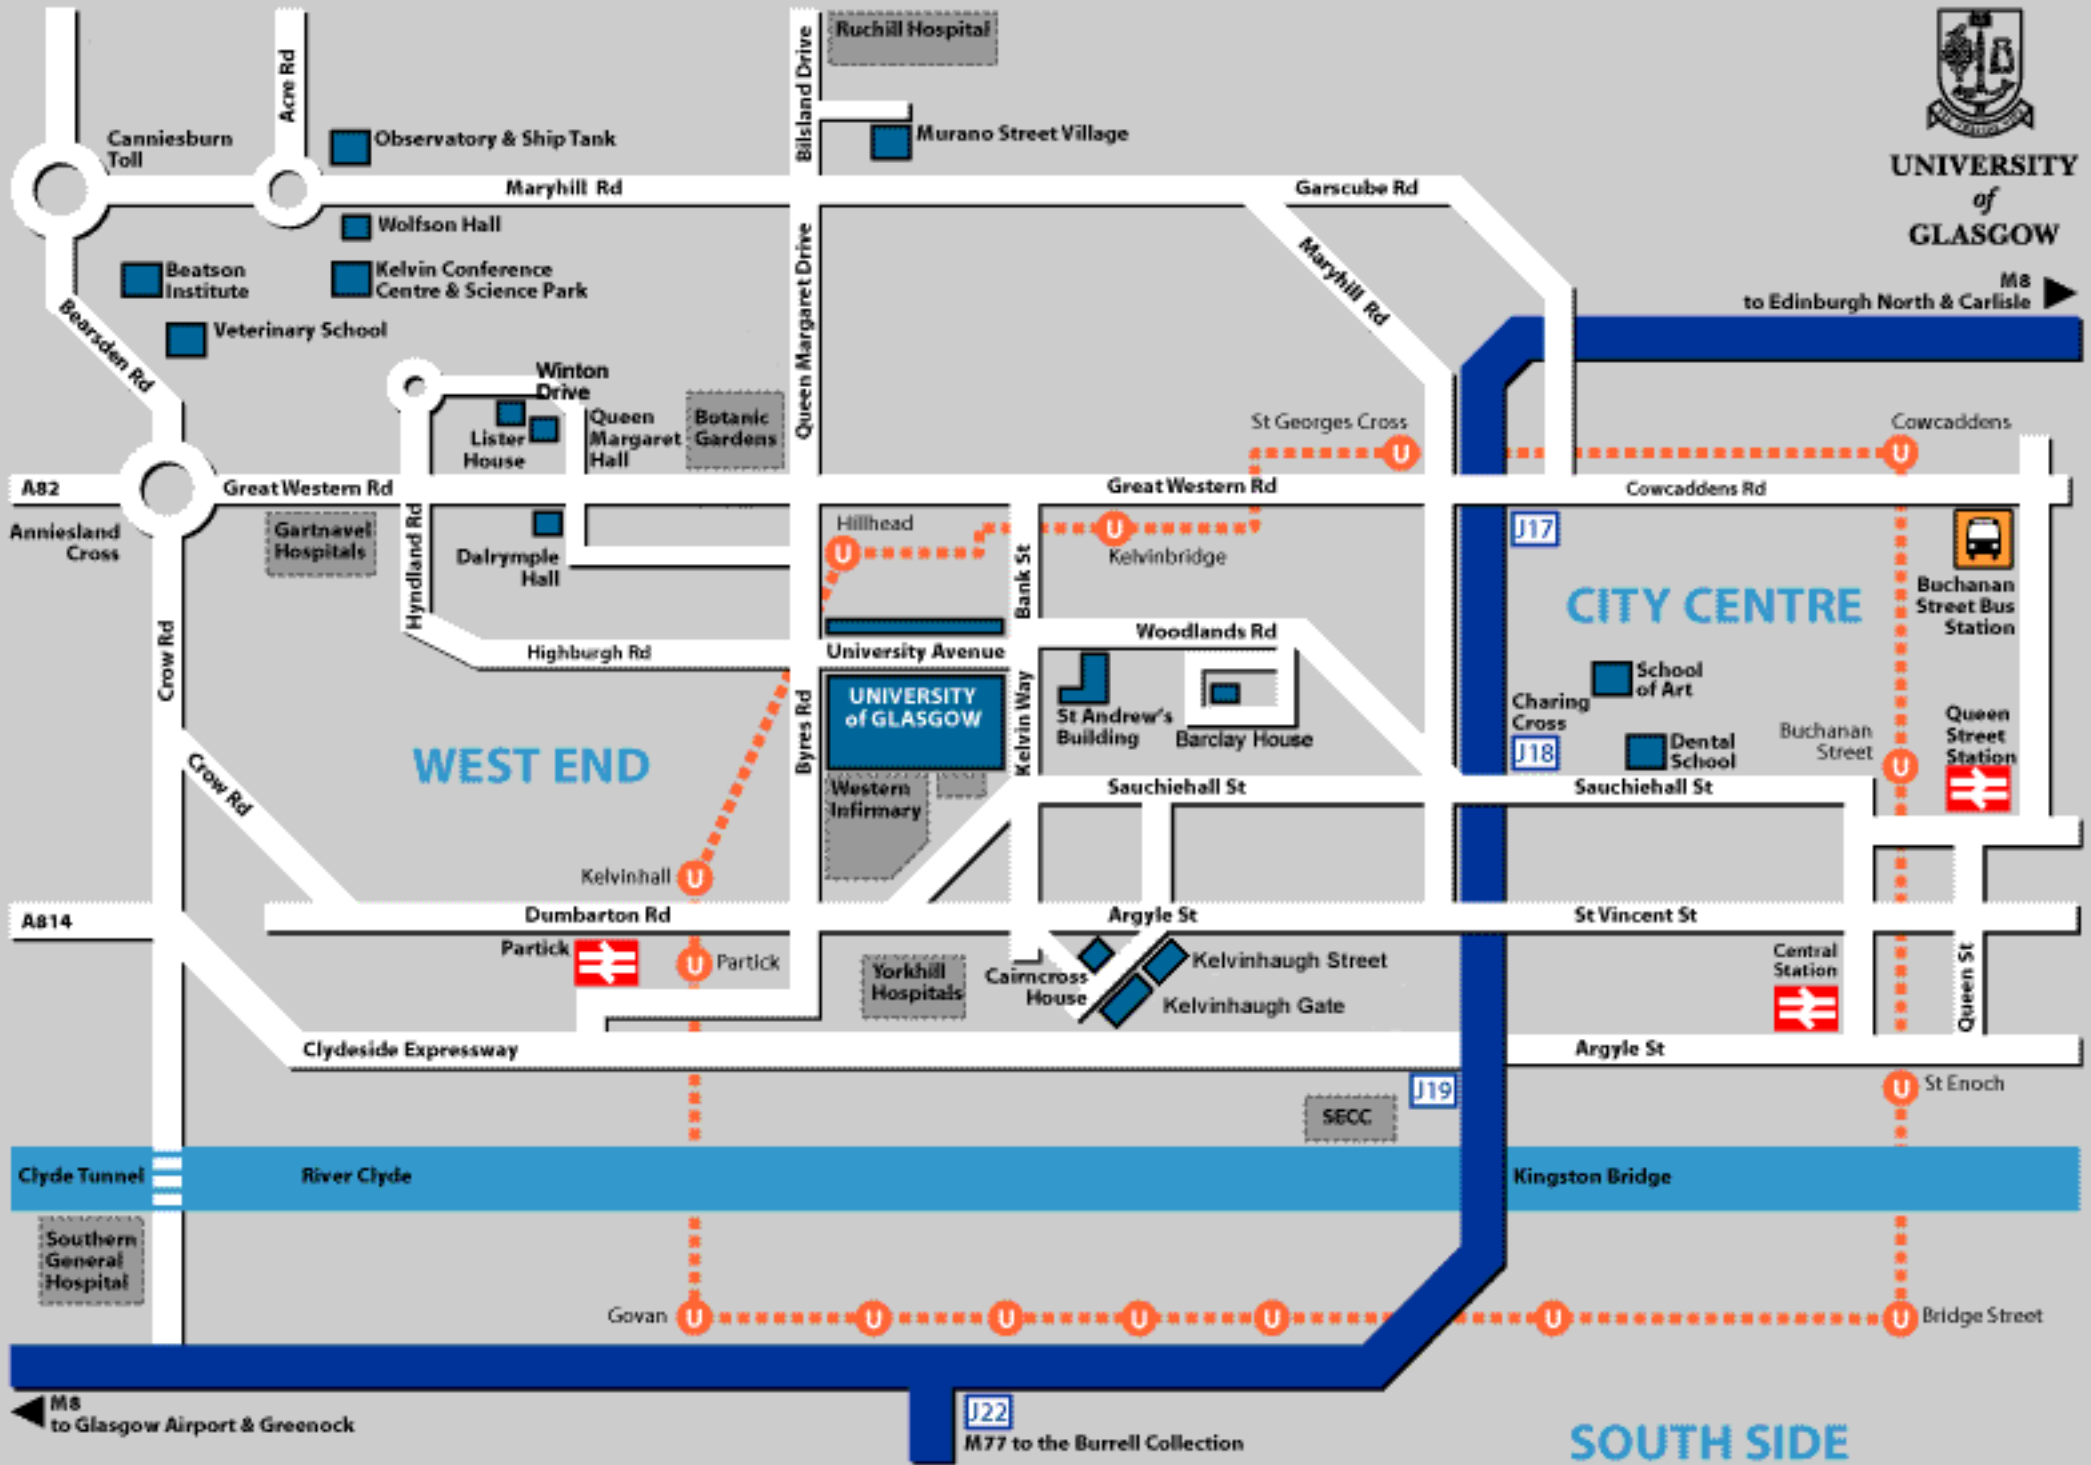 Ruchill Hospital
Bilsland Drive
Acre Rd
Canniesburn
Toll
Observatory & Ship Tank
Murano Street Village
UNIVERSITY
of
GLASGOW
Maryhill Rd
Garscube Rd
Wolfson Hall
Queen Margaret Drive
Maryhill Rd
Beatson
Institute
Kelvin Conference
Centre & Science Park
M8
to Edinburgh North & Carlisle
Bearsden Rd
Veterinary School
Winton
Drive
Lister
House
Queen
Margaret
Hall
Botanic
Gardens
St Georges Cross
U
Cowcaddens
U
A82
Great Western Rd
Great Western Rd
Cowcaddens Rd
Anniesland
Cross
Gartnavel
Hospitals
Hyndland Rd
Dalrymple
Hall
Hillhead
U
U
Kelvinbridge
Bank St
J17
Buchanan
Street Bus
Station
CITY CENTRE
Crow Rd
Highburgh Rd
University Avenue
Woodlands Rd
UNIVERSITY
of GLASGOW
Byres Rd
Kelvin Way
St Andrew's
Building
Barclay House
School
of Art
Charing
Cross
J18
Dental
School
Buchanan
Street
U
Queen
Street
Station
WEST END
Crow Rd
Western
Infirmary
Sauchiehall St
Sauchiehall St
Kelvinhall
U
A814
Dumbarton Rd
Argyle St
St Vincent St
Partick
U
Partick
Yorkhill
Hospitals
Cairncross
House
Kelvinhaugh Street
Kelvinhaugh Gate
Central
Station
Queen St
Clydeside Expressway
Argyle St
J19
SECC
U
St Enoch
Clyde Tunnel
River Clyde
Kingston Bridge
Southern
General
Hospital
Govan
U
U
U
U
U
U
U
Bridge Street
M8
to Glasgow Airport & Greenock
J22
M77 to the Burrell Collection
SOUTH SIDE